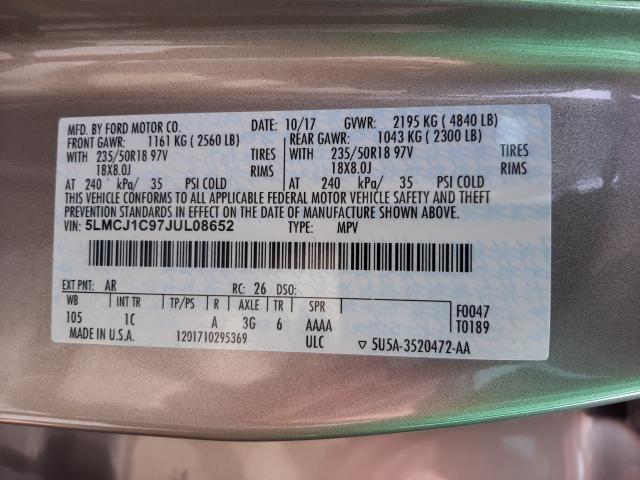 MFD. BY FORD MOTOR CO. DATE: 10/17 GVWR: 2195 KG ( 4840 LB)
FRONT GAWR: 1161 KG ( 2560 LB) REAR GAWR: 1043 KG ( 2300 LB)
WITH 235/50R18 97V TIRES WITH 235/50R18 97V TIRES
18X8.0J RIMS 18X8.0J RIMS
AT 240 kPa/ 35 PSI COLD AT 240 kPa/ 35 PSI COLD
THIS VEHICLE CONFORMS TO ALL APPLICABLE FEDERAL MOTOR VEHICLE SAFETY AND THEFT
PREVENTION STANDARDS IN EFFECT ON THE DATE OF MANUFACTURE SHOWN ABOVE.
VIN: 5LMCJ1C97JUL08652 TYPE: MPV
EXT PNT: AR RC: 26 DSO:
WB INT TR TP/PS R AXLE TR SPR F0047
105 1C A 3G 6 AAAA T0189
MADE IN U.S.A. 1201710295369 ULC ▽ 5U5A-3520472-AA